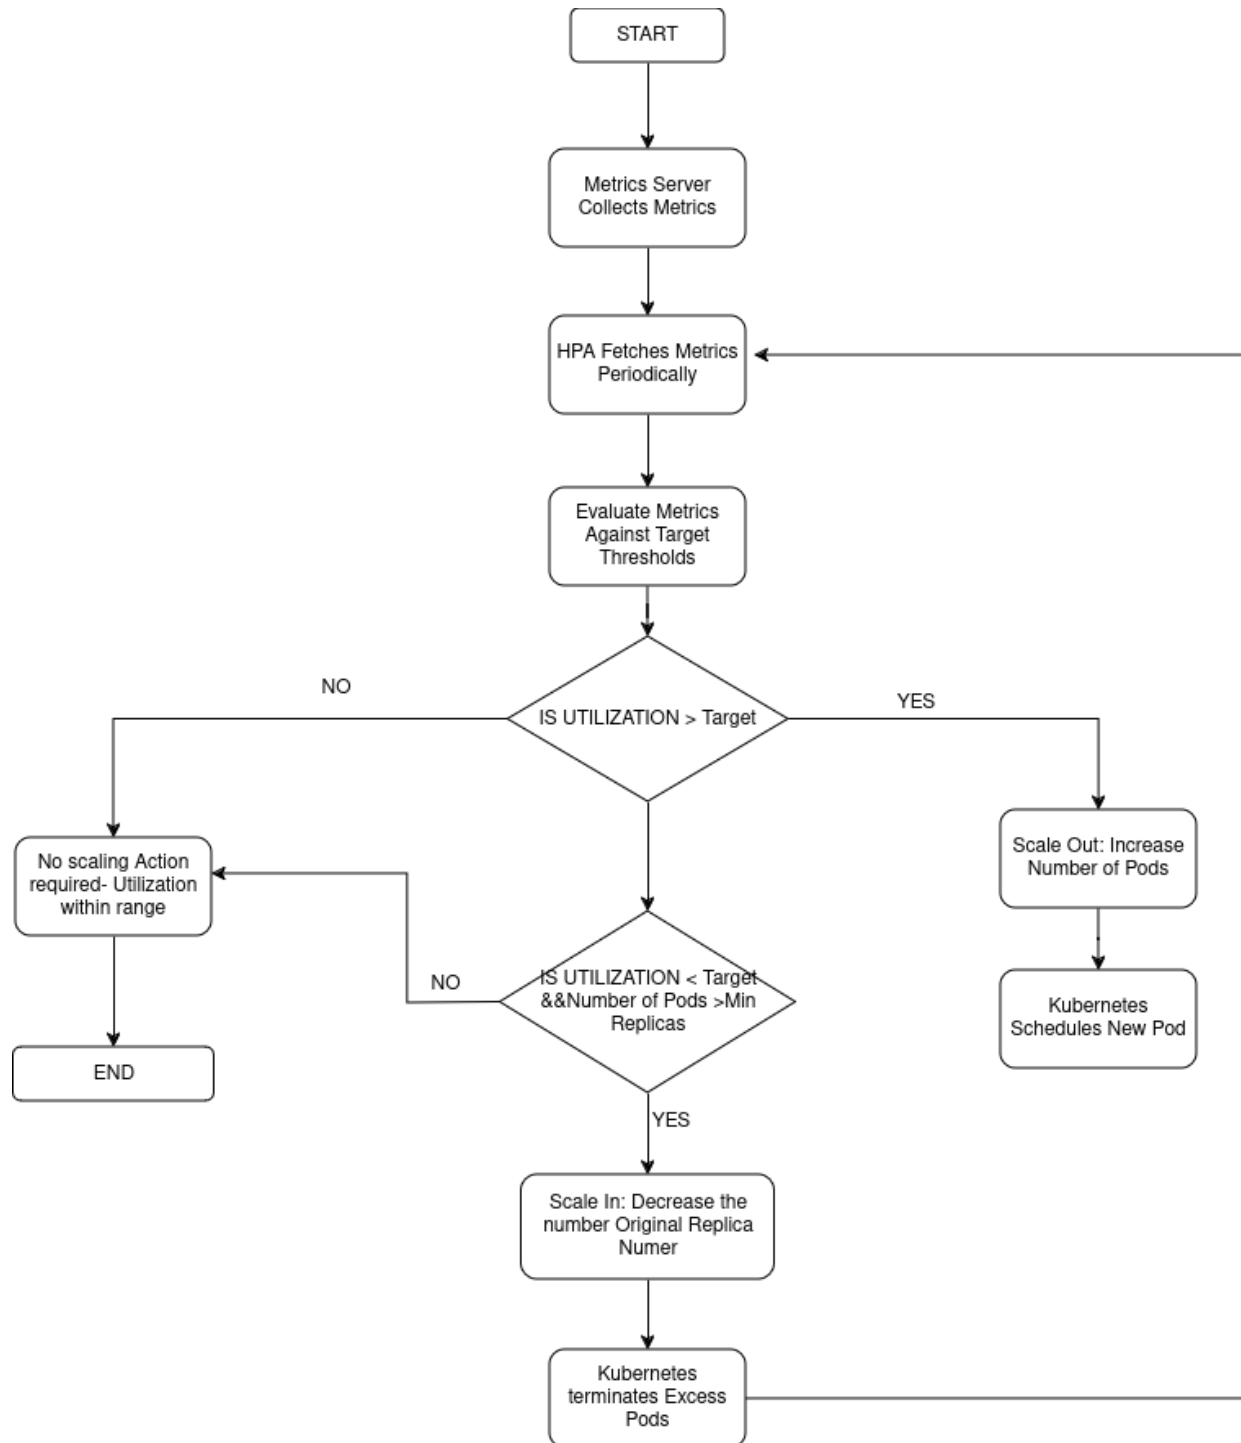 START
Metrics Server
Collects Metrics
HPA Fetches Metrics
Periodically
Evaluate Metrics
Against Target
Thresholds
NO
YES
IS UTILIZATION > Target
No scaling Action
required- Utilization
within range
Scale Out: Increase
Number of Pods
NO
IS UTILIZATION < Target
&&Number of Pods >Min
Replicas
Kubernetes
Schedules New Pod
END
YES
Scale In: Decrease the
number Original Replica
Numer
Kubernetes
terminates Excess
Pods